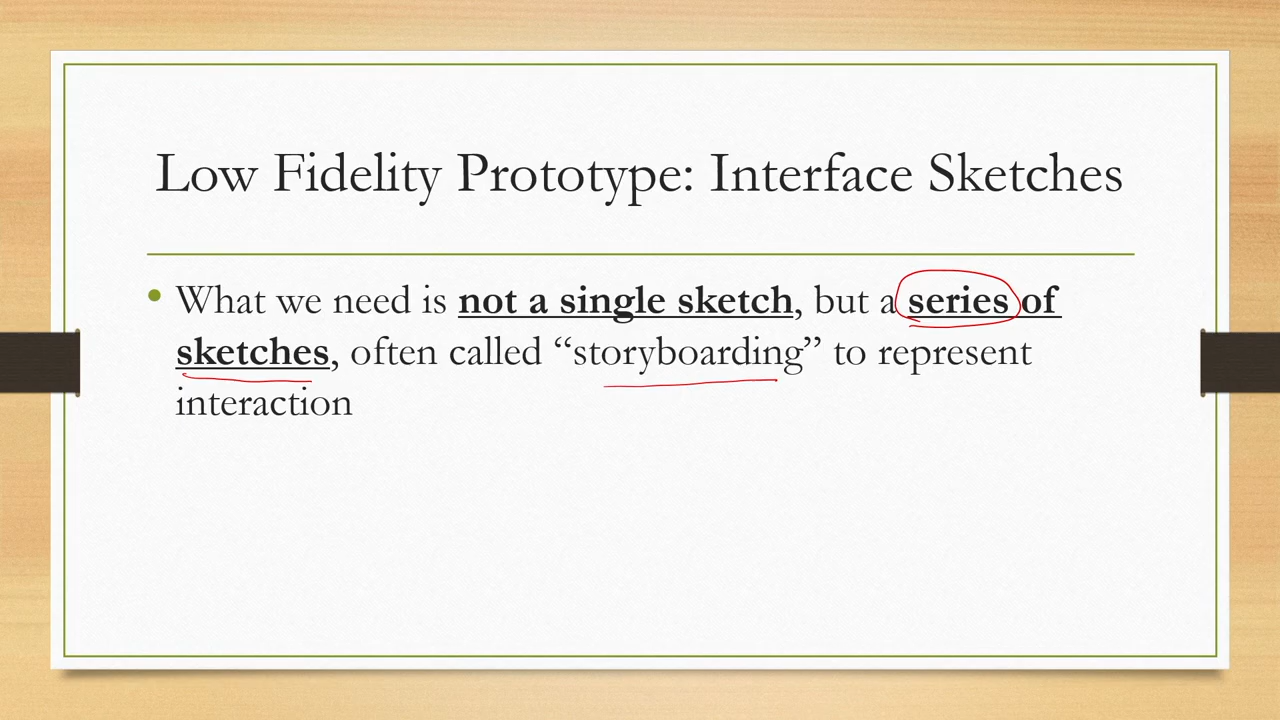 Low Fidelity Prototype: Interface Sketches
• What we need is not a single sketch, but a series of
sketches, often called “storyboarding” to represent
interaction